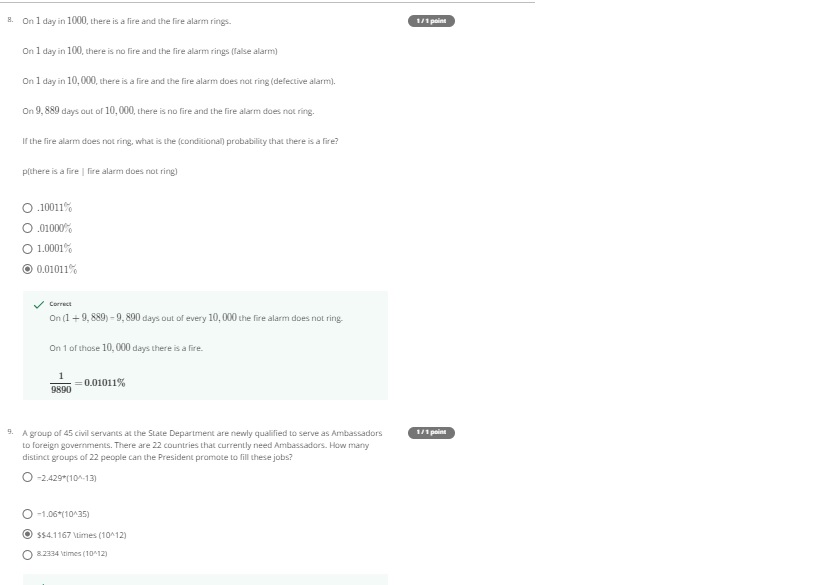 8. On 1 day in 1000, there is a fire and the fire alarm rings.
1 / 1 point
On 1 day in 100, there is no fire and the fire alarm rings (false alarm)
On 1 day in 10,000, there is a fire and the fire alarm does not ring (defective alarm).
On 9,889 days out of 10,000, there is no fire and the fire alarm does not ring.
If the fire alarm does not ring, what is the (conditional) probability that there is a fire?
p(there is a fire | fire alarm does not ring)
.10011%
.01000%
1.0001%
0.01011%
Correct
On (1 + 9,889) = 9,890 days out of every 10,000 the fire alarm does not ring.
On 1 of those 10,000 days there is a fire.
1/9890 = 0.01011%
9. A group of 45 civil servants at the State Department are newly qualified to serve as Ambassadors
1 / 1 point
to foreign governments. There are 22 countries that currently need Ambassadors. How many
distinct groups of 22 people can the President promote to fill these jobs?
~2.429*(10^-13)
~1.06*(10^35)
$$4.1167 \times (10^12)
8.2334 \times (10^12)